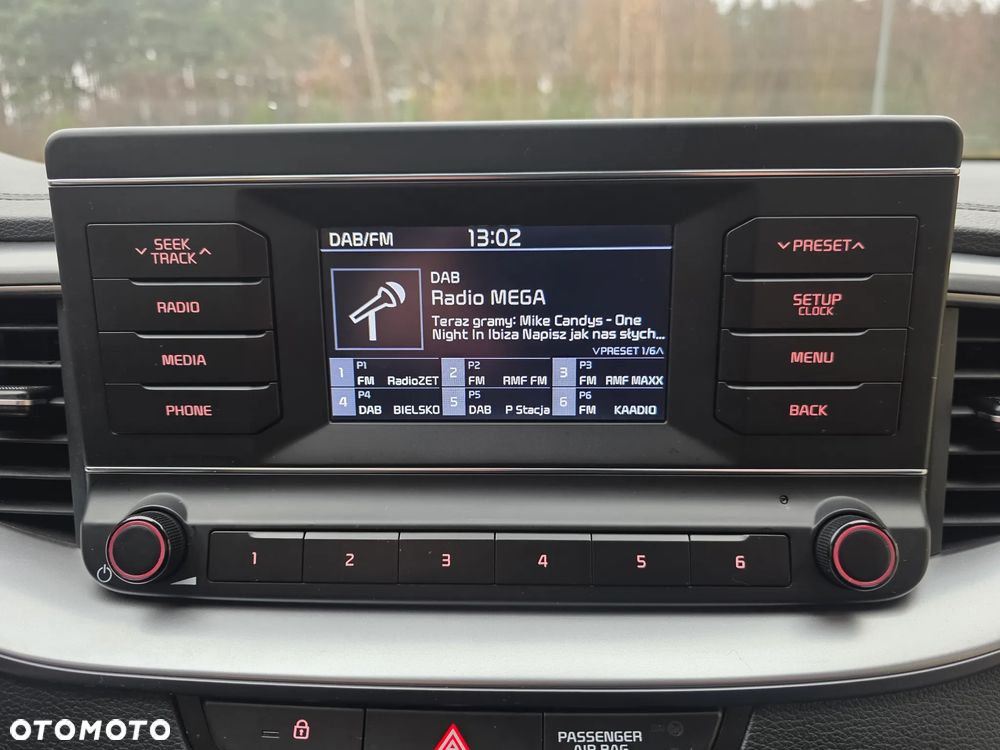 DAB/FM 13:02
SEEK
TRACK
RADIO
MEDIA
PHONE
DAB
Radio MEGA
Teraz gramy: Mike Candys - One
Night In Ibiza Napisz jak nas słych...
PRESET 1/6
1 P1 FM RadioZET
2 P2 FM RMF FM
3 P3 FM RMF MAXX
4 P4 DAB BIELSKO
5 P5 DAB P Stacja
6 P6 FM KAADIO
PRESET
SETUP
CLOCK
MENU
BACK
1 2 3 4 5 6
PASSENGER
AIR BAG
OTOMOTO